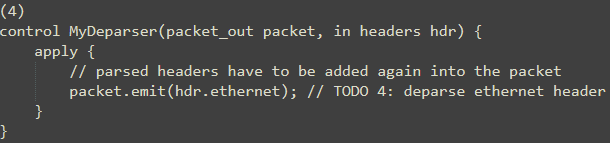 (4)
control MyDeparser(packet_out packet, in headers hdr) {
    apply {
        // parsed headers have to be added again into the packet
        packet.emit(hdr.ethernet); // TODO 4: deparse ethernet header
    }
}